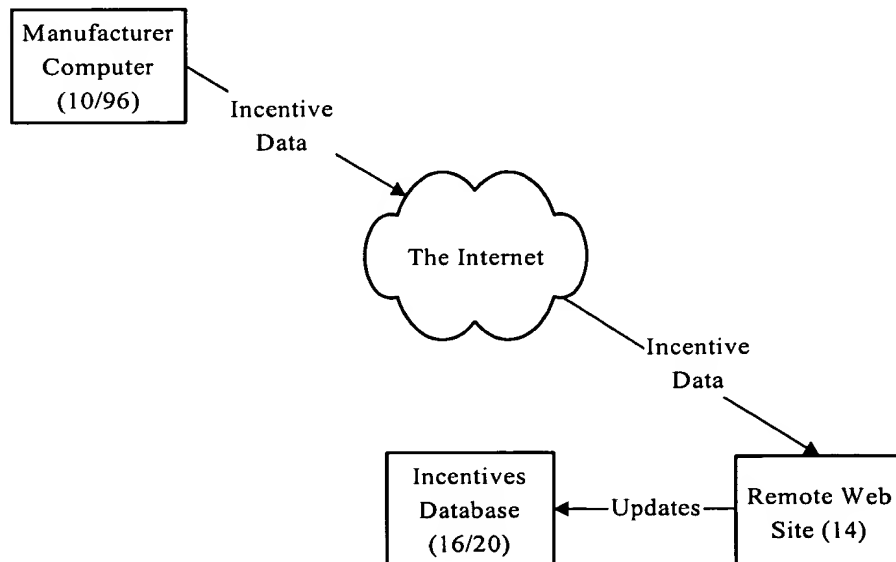 Manufacturer
Computer
(10/96)
Incentive
Data
The Internet
Incentive
Data
Incentives
Database
(16/20)
Updates
Remote Web
Site (14)